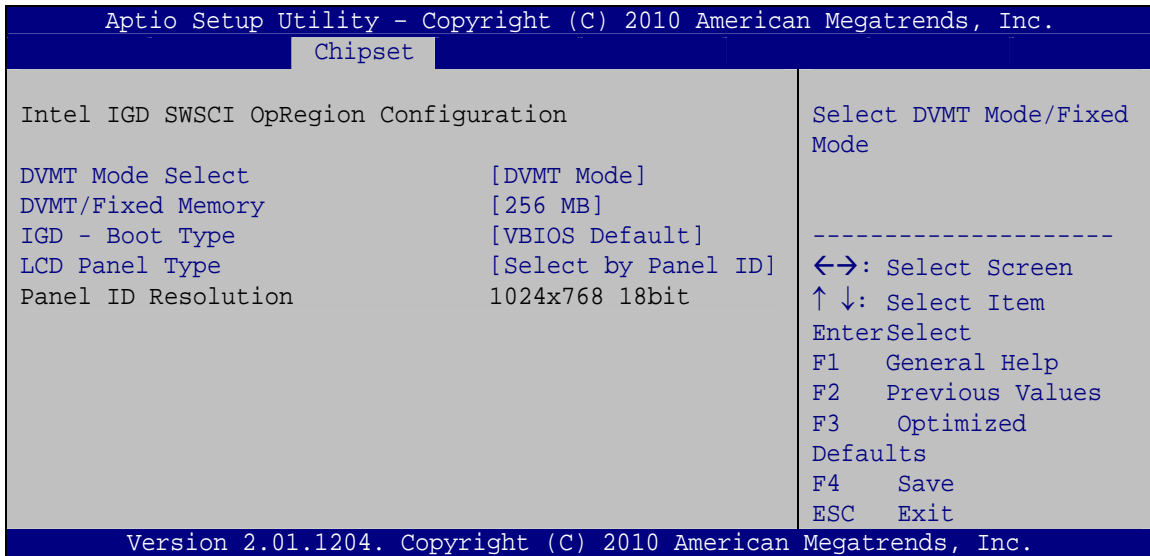 Aptio Setup Utility – Copyright (C) 2010 American Megatrends, Inc.
Chipset
Intel IGD SWSCI OpRegion Configuration
DVMT Mode Select [DVMT Mode]
DVMT/Fixed Memory [256 MB]
IGD - Boot Type [VBIOS Default]
LCD Panel Type [Select by Panel ID]
Panel ID Resolution 1024x768 18bit
Select DVMT Mode/Fixed
Mode
---------------------
←→: Select Screen
↑ ↓: Select Item
EnterSelect
F1 General Help
F2 Previous Values
F3 Optimized
Defaults
F4 Save
ESC Exit
Version 2.01.1204. Copyright (C) 2010 American Megatrends, Inc.